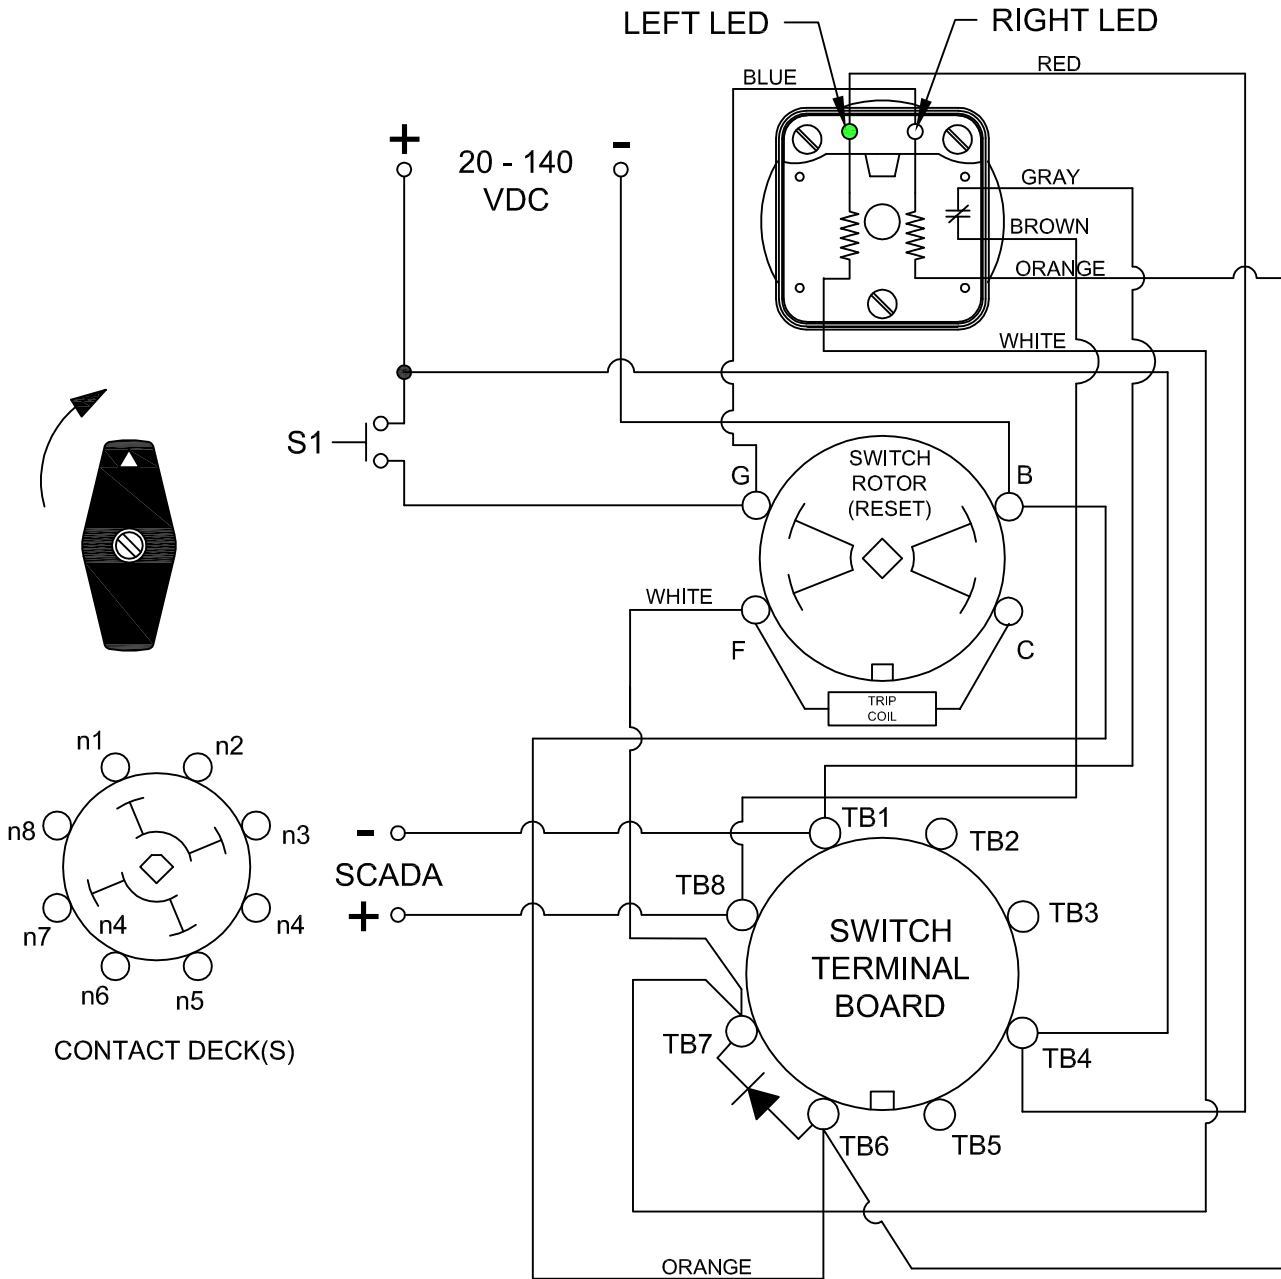 LEFT LED
RIGHT LED
RED
BLUE
+
-
20 - 140
VDC
GRAY
BROWN
ORANGE
WHITE
S1
SWITCH
ROTOR
(RESET)
G
B
WHITE
F
C
TRIP
COIL
n1
n2
n8
n3
n7
n4
n4
n6
n5
CONTACT DECK(S)
-
SCADA
+
TB1
TB2
TB8
TB3
SWITCH
TERMINAL
BOARD
TB7
TB4
TB6
TB5
ORANGE